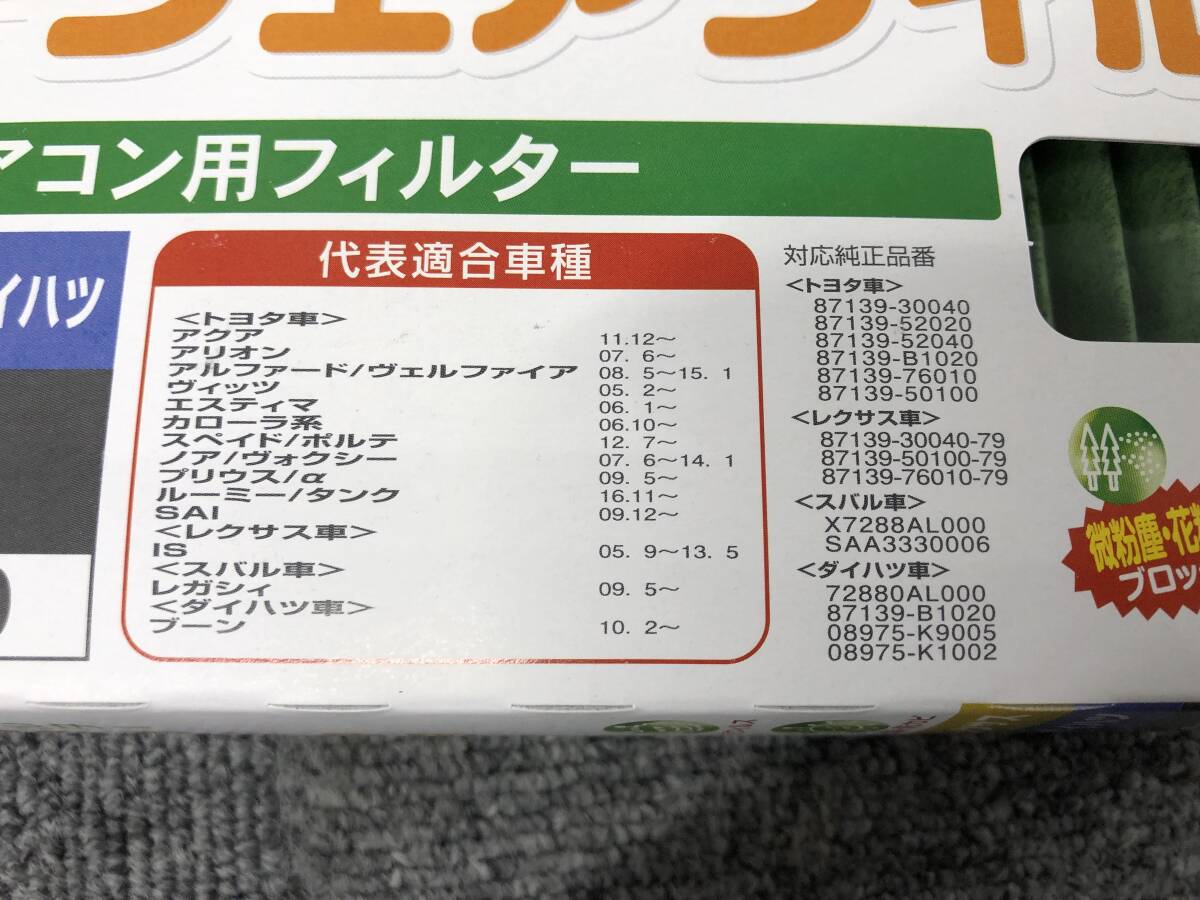 ェアフィル
アコン用フィルター
イハツ
代表適合車種
<トヨタ車>
アクア 11.12～
アリオン 07. 6～
アルファード/ヴェルファイア 08. 5～15. 1
ヴィッツ 05. 2～
エスティマ 06. 1～
カローラ系 06.10～
スペイド/ポルテ 12. 7～
ノア/ヴォクシー 07. 6～14. 1
プリウス/α 09. 5～
ルーミー/タンク 16.11～
SAI 09.12～
<レクサス車>
IS 05. 9～13. 5
<スバル車>
レガシィ 09. 5～
<ダイハツ車>
ブーン 10. 2～
対応純正品番
<トヨタ車>
87139-30040
87139-52020
87139-52040
87139-B1020
87139-76010
87139-50100
<レクサス車>
87139-30040-79
87139-50100-79
87139-76010-79
<スバル車>
X7288AL000
SAA3330006
<ダイハツ車>
72880AL000
87139-B1020
08975-K9005
08975-K1002
微粉塵・花粉
ブロッ